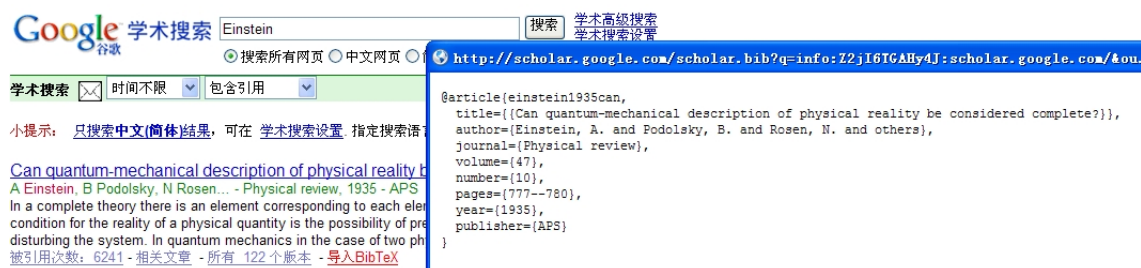 Google 学术搜索 Einstein 搜索 学术高级搜索
谷歌 学术搜索设置
搜索所有网页 中文网页
http://scholar.google.com/scholar.bib?q=info:Z2jI6TGAHy4J:scholar.google.com/&ou
学术搜索 时间不限 包含引用
小提示: 只搜索中文(简体)结果,可在 学术搜索设置.指定搜索语
Can quantum-mechanical description of physical reality b
A Einstein, B Podolsky, N Rosen... - Physical review, 1935 - APS
In a complete theory there is an element corresponding to each eler
condition for the reality of a physical quantity is the possibility of pre
disturbing the system. In quantum mechanics in the case of two ph
被引用次数: 6241 - 相关文章 - 所有 122 个版本 - 导入BibTeX
@article{einstein1935can,
title={{Can quantum-mechanical description of physical reality be considered complete?}},
author={Einstein, A. and Podolsky, B. and Rosen, N. and others},
journal={Physical review},
volume={47},
number={10},
pages={777--780},
year={1935},
publisher={APS}
}